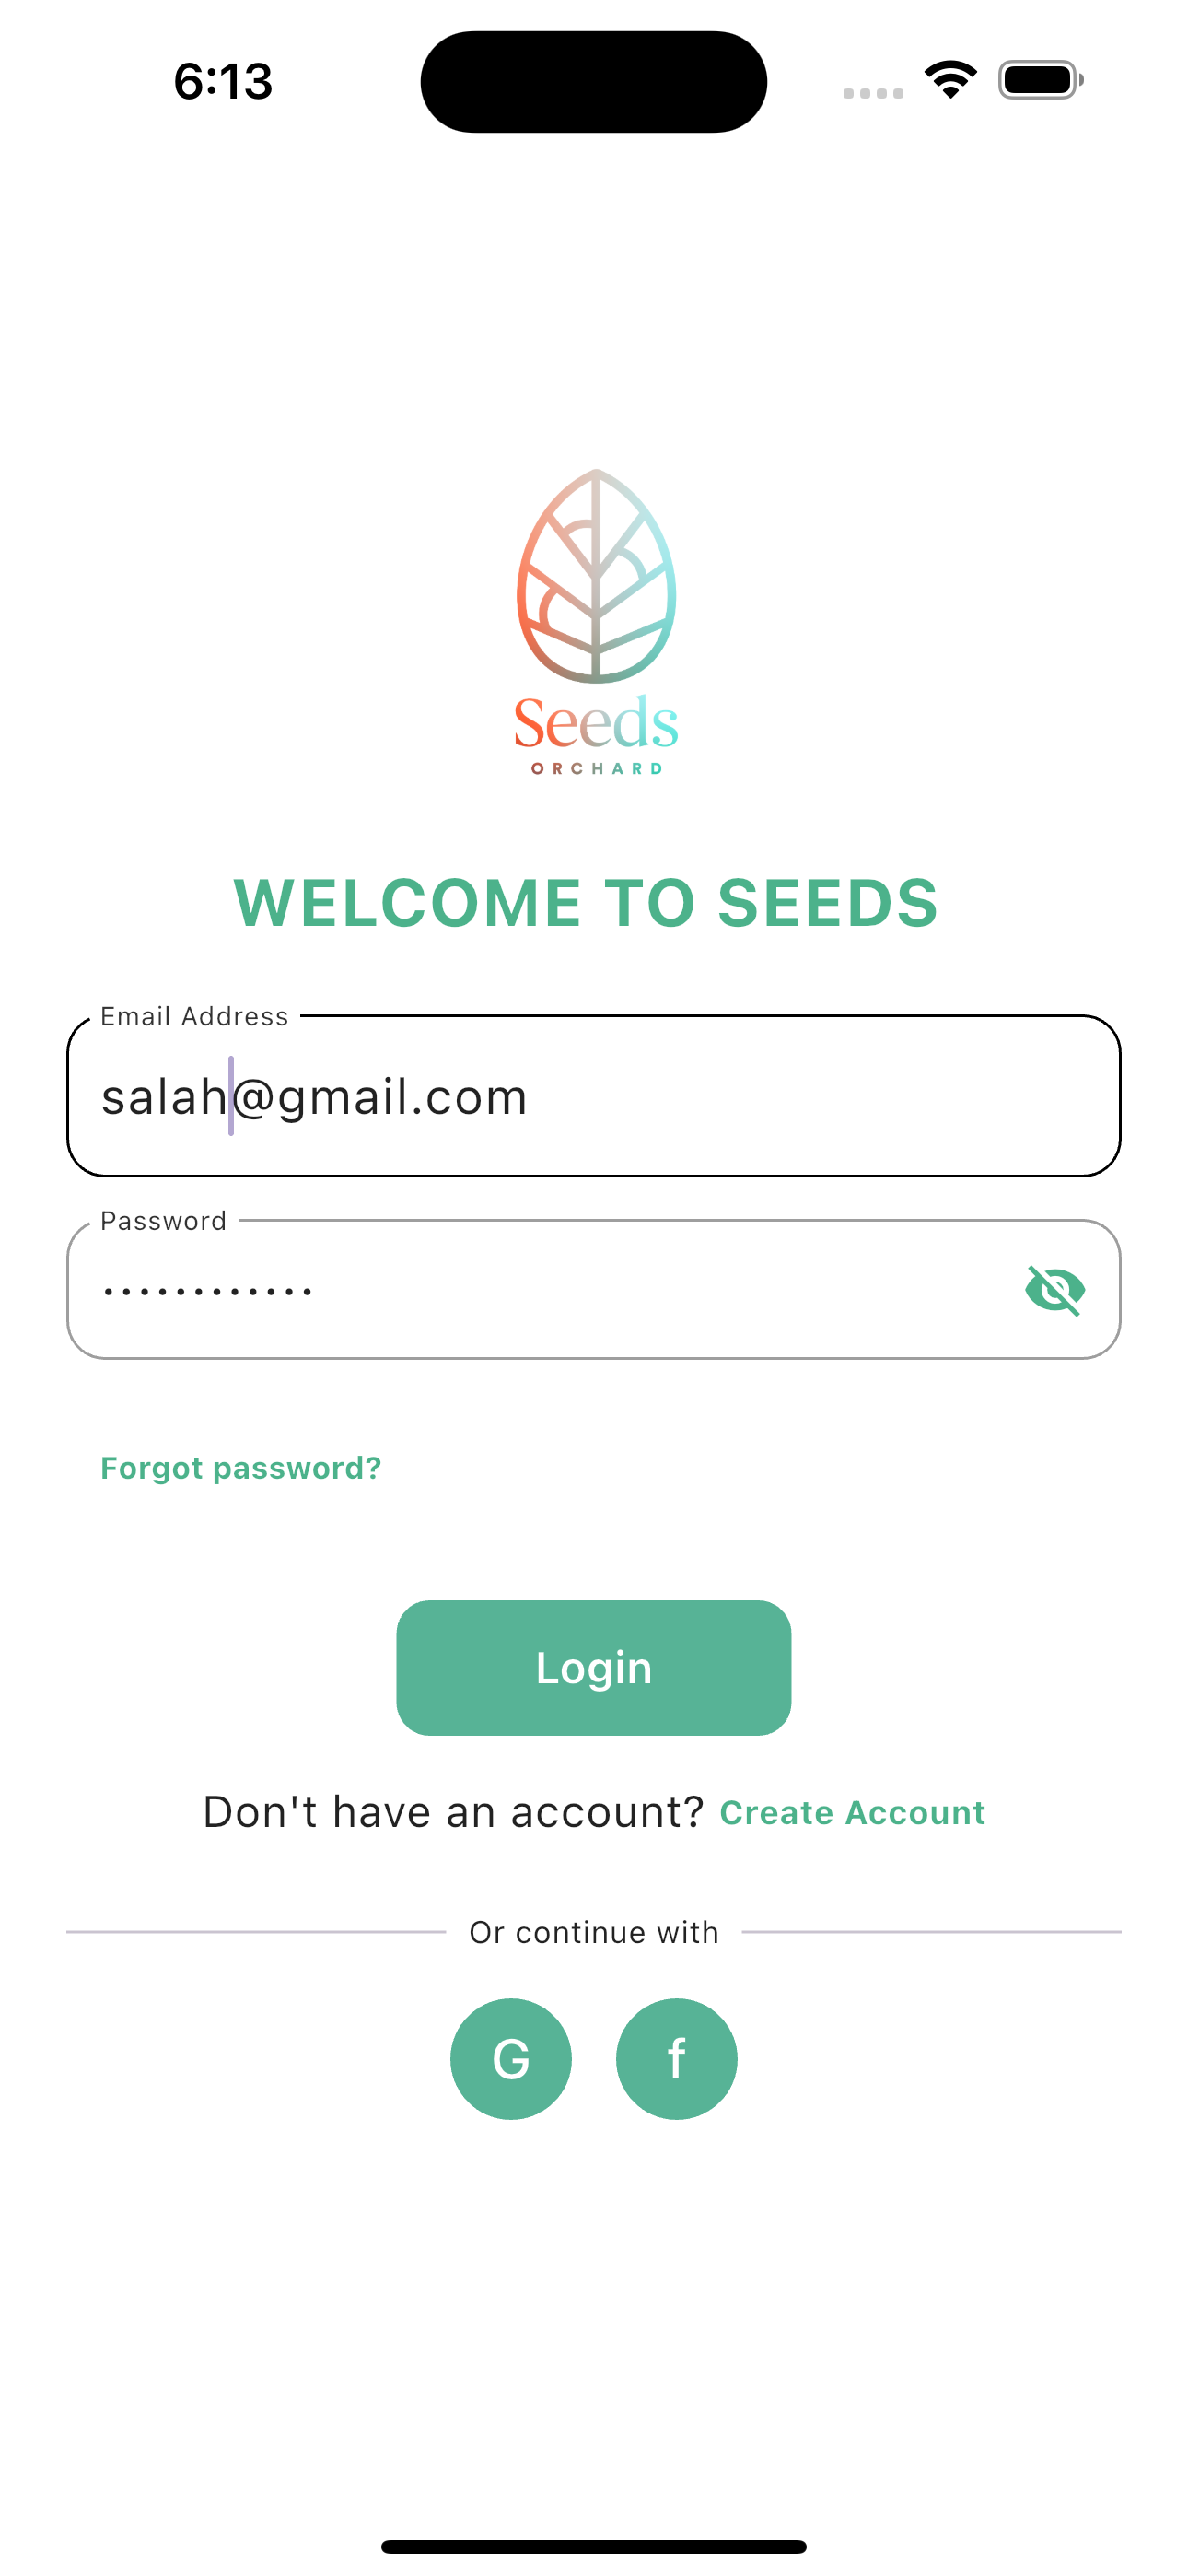 6:13
Seeds
ORCHARD
WELCOME TO SEEDS
Email Address
salah@gmail.com
Password
••••••••••••
Forgot password?
Login
Don't have an account? Create Account
Or continue with
G f